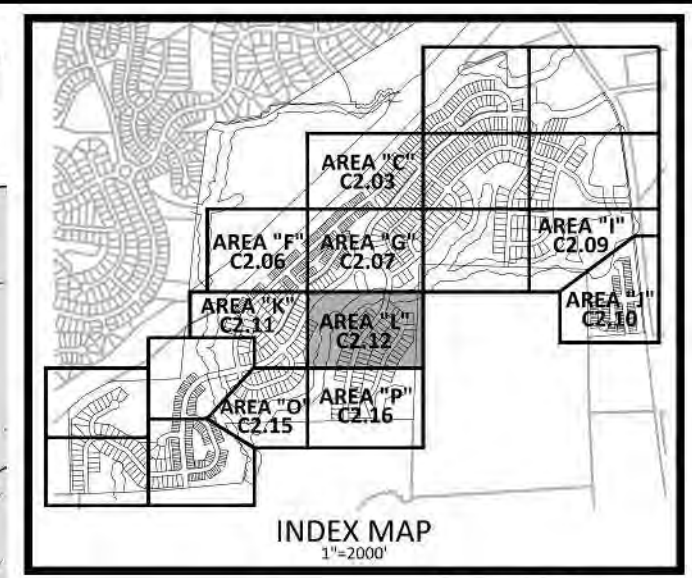 AREA "C"
C2.03
AREA "F"
C2.06
AREA "G"
C2.07
AREA "I"
C2.09
AREA "J"
C2.10
AREA "K"
C2.11
AREA "L"
C2.12
AREA "O"
C2.15
AREA "P"
C2.16
INDEX MAP
1"=2000'